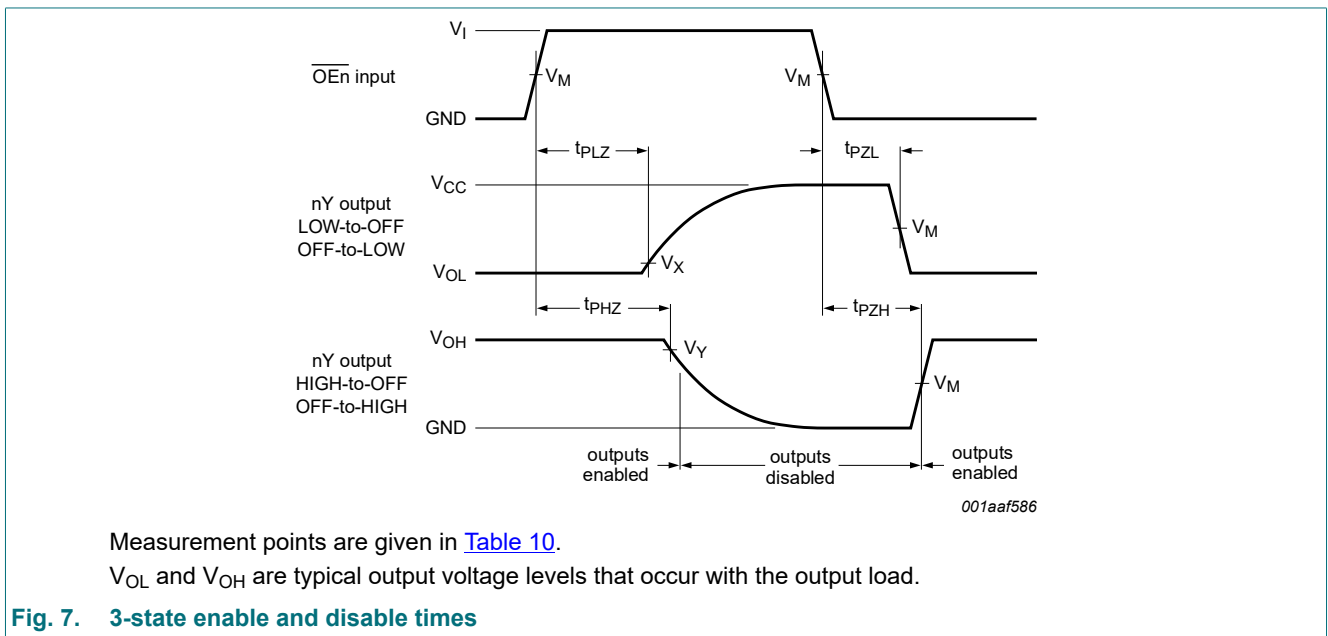 V_I
OEn input
V_M
V_M
GND
t_PLZ
t_PZL
V_CC
nY output
LOW-to-OFF
OFF-to-LOW
V_M
V_X
V_OL
t_PHZ
t_PZH
V_OH
V_Y
nY output
HIGH-to-OFF
OFF-to-HIGH
V_M
GND
outputs
enabled
outputs
disabled
outputs
enabled
001aaf586
Measurement points are given in Table 10.
V_OL and V_OH are typical output voltage levels that occur with the output load.
Fig. 7. 3-state enable and disable times